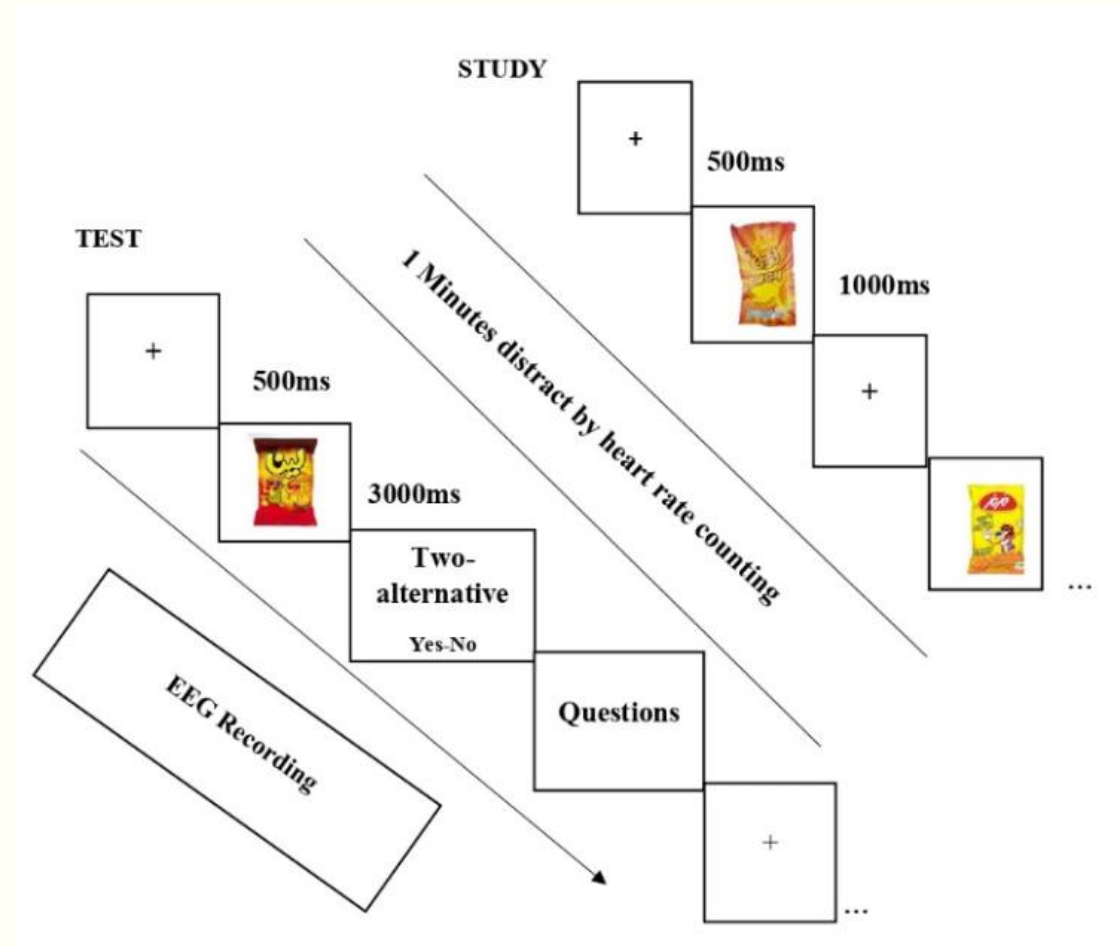 STUDY
+
500ms
1000ms
+
...
1 Minutes distract by heart rate counting
TEST
+
500ms
3000ms
Two-
alternative
Yes-No
Questions
+
...
EEG Recording